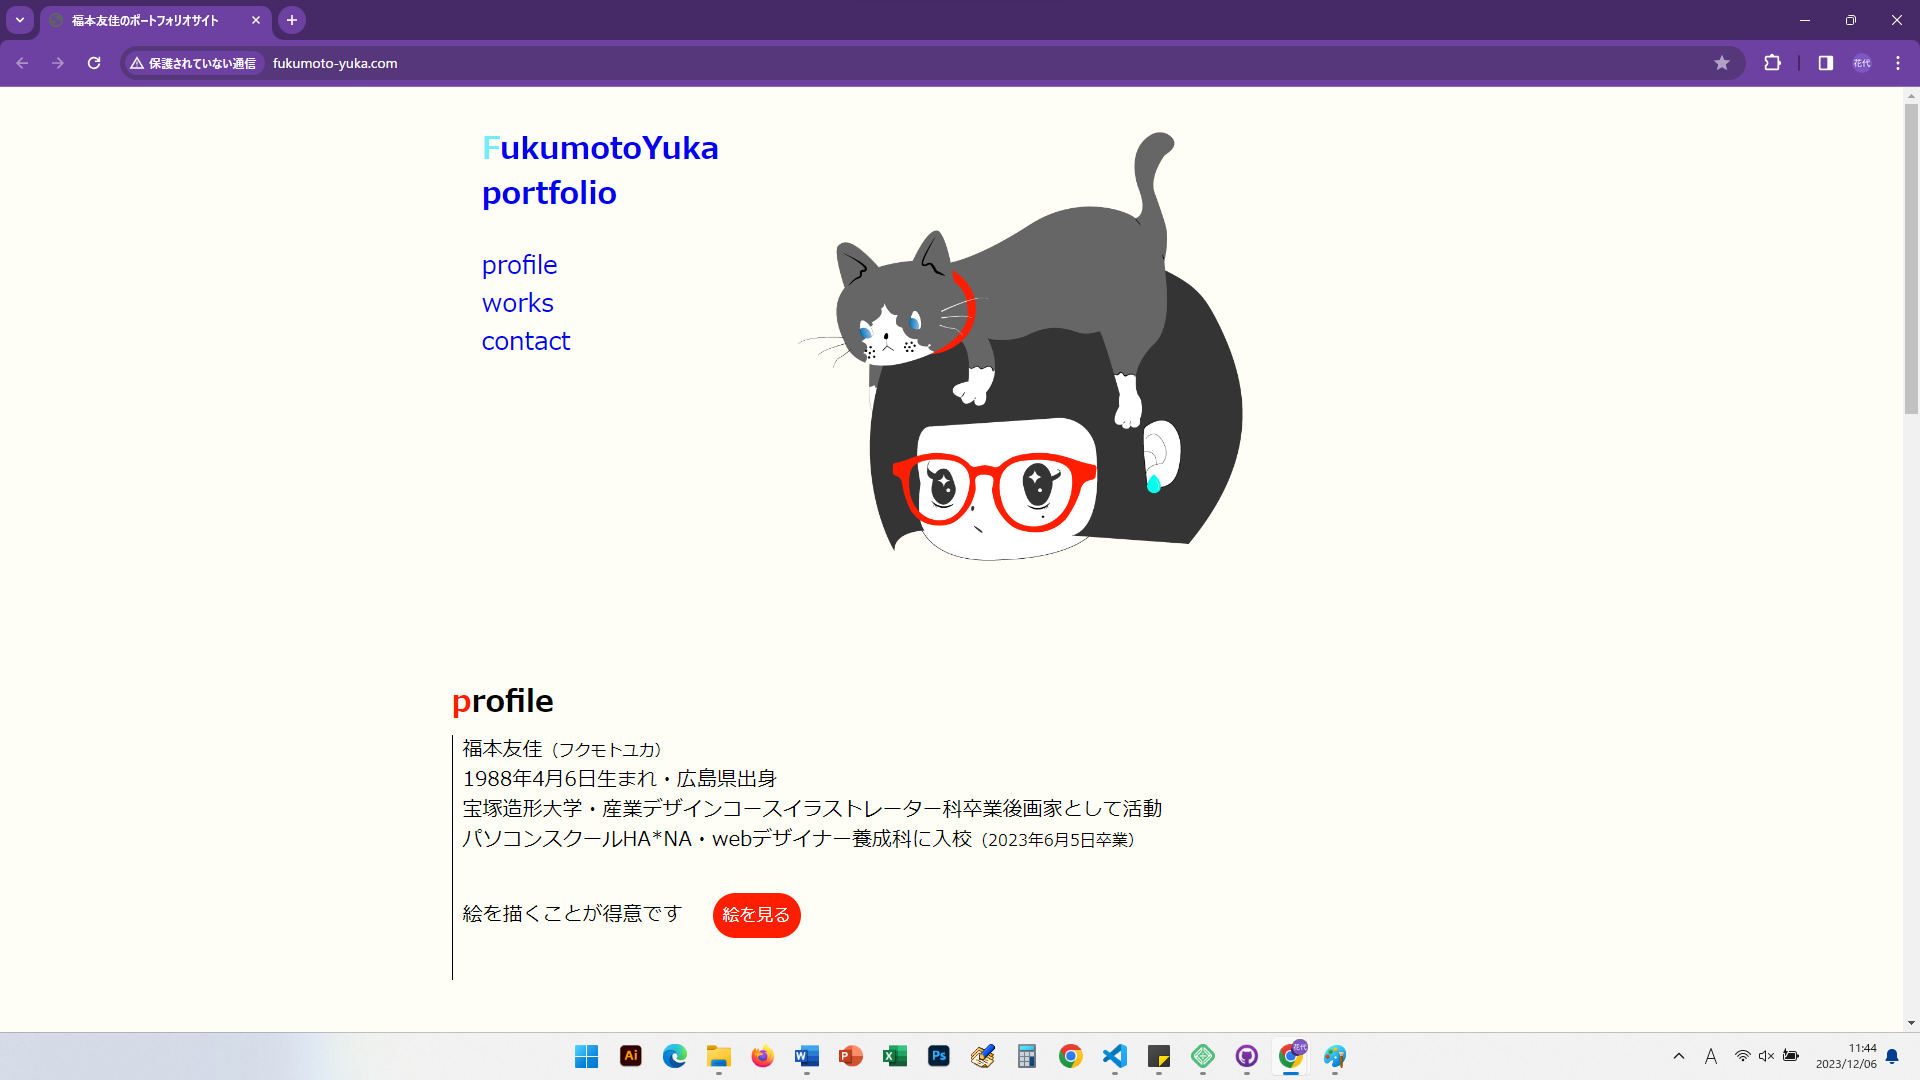 福本友佳のポートフォリオサイト
保護されていない通信 fukumoto-yuka.com
花代
FukumotoYuka
portfolio
profile
works
contact
profile
福本友佳（フクモトユカ）
1988年4月6日生まれ・広島県出身
宝塚造形大学・産業デザインコースイラストレーター科卒業後画家として活動
パソコンスクールHA*NA・webデザイナー養成科に入校（2023年6月5日卒業）
絵を描くことが得意です 絵を見る
Ai
W
P
X
Ps
花代
A
11:44
2023/12/06